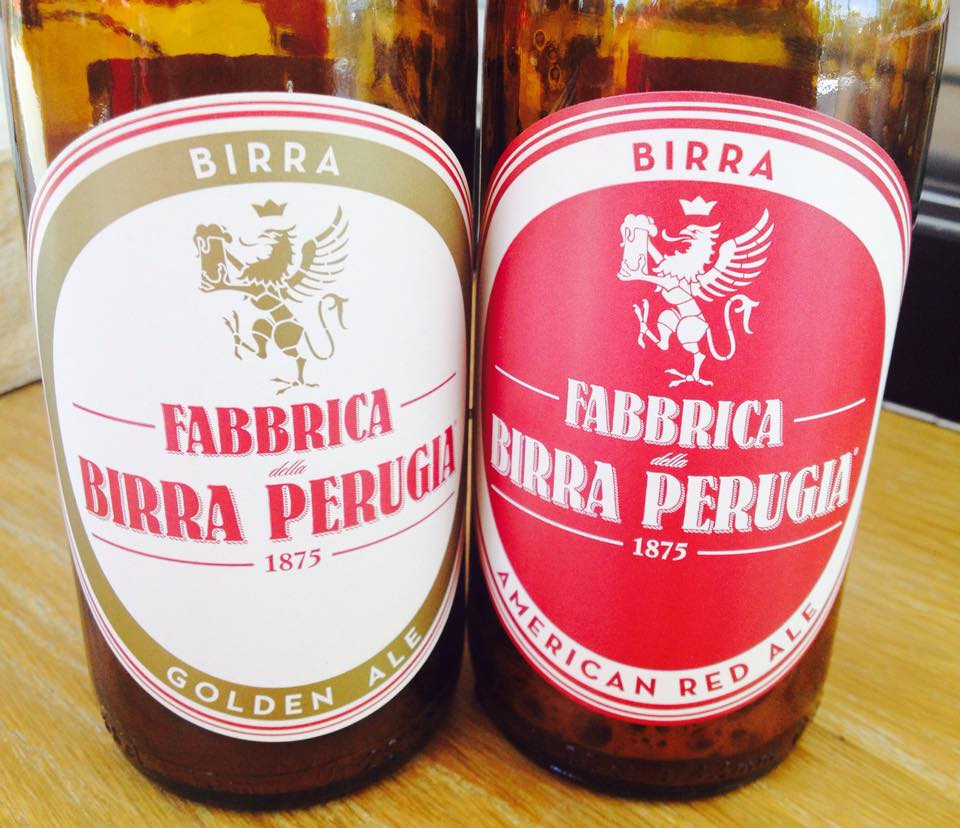 BIRRA
FABBRICA
della
BIRRA PERUGIA
1875
GOLDEN ALE
BIRRA
FABBRICA
della
BIRRA PERUGIA®
1875
AMERICAN RED ALE